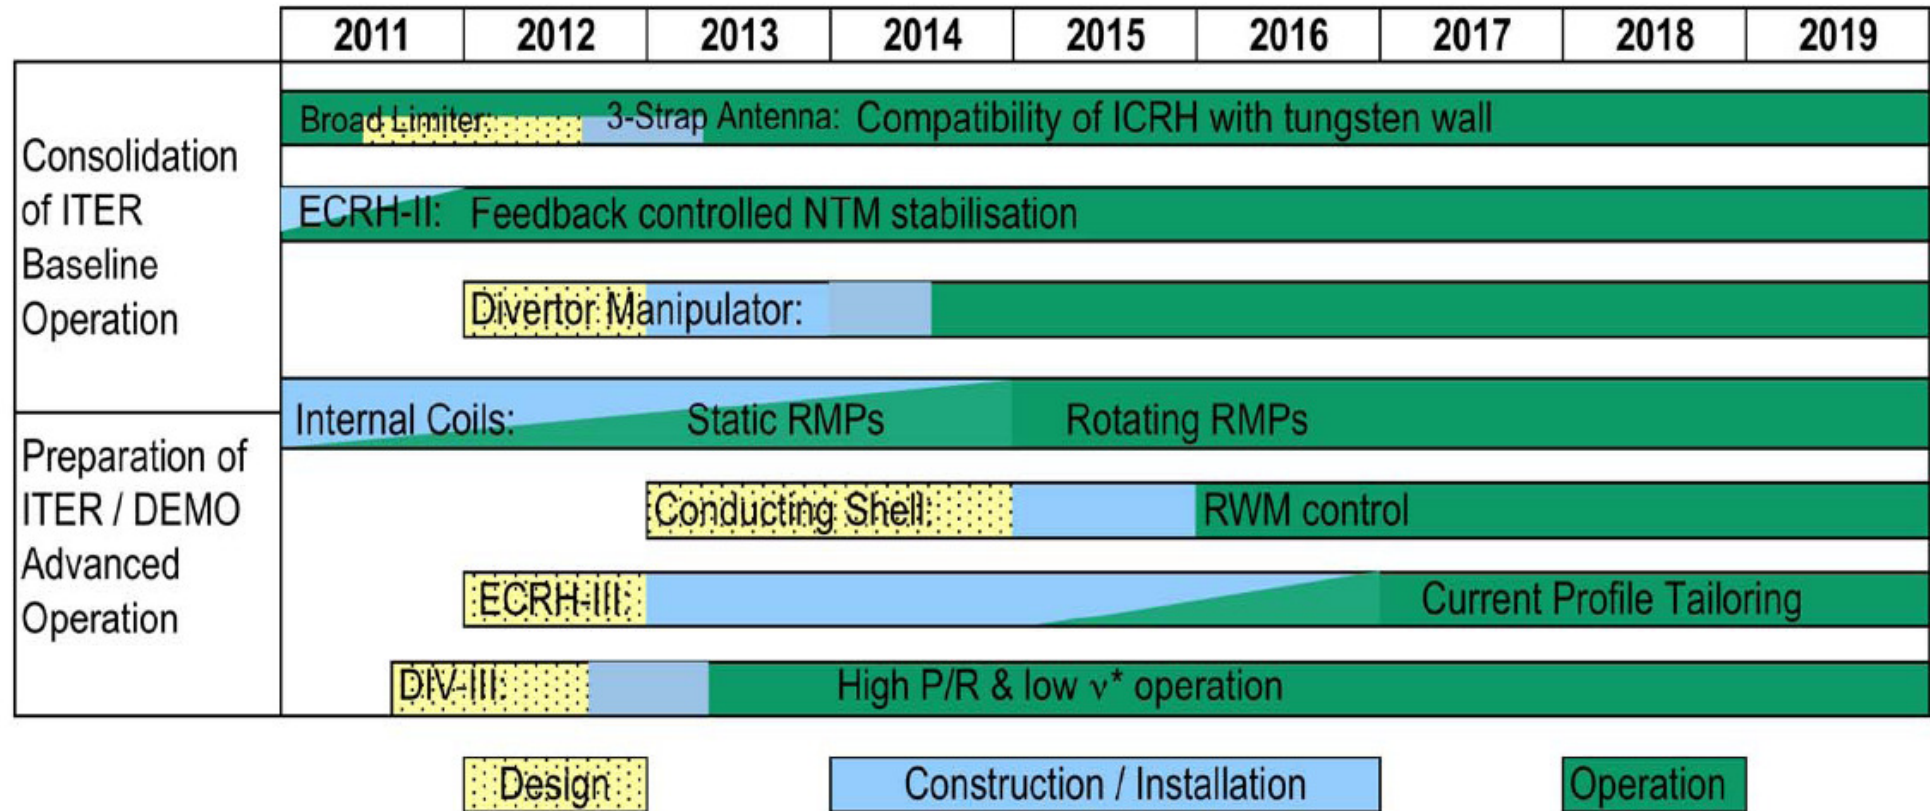 2011 2012 2013 2014 2015 2016 2017 2018 2019
Consolidation
of ITER
Baseline
Operation
Broad Limiter: 3-Strap Antenna: Compatibility of ICRH with tungsten wall
ECRH-II: Feedback controlled NTM stabilisation
Divertor Manipulator:
Internal Coils: Static RMPs Rotating RMPs
Preparation of
ITER / DEMO
Advanced
Operation
Conducting Shell: RWM control
ECRH-III: Current Profile Tailoring
DIV-III: High P/R & low ν* operation
Design Construction / Installation Operation